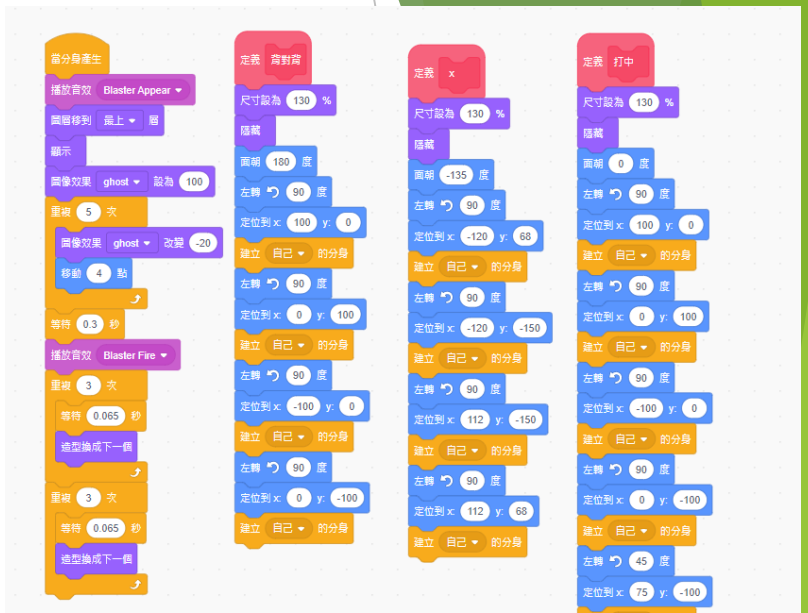 當分身產生
播放音效 Blaster Appear
圖層移到 最上 層
顯示
圖像效果 ghost 設為 100
重複 5 次
圖像效果 ghost 改變 -20
移動 4 點
等待 0.3 秒
播放音效 Blaster Fire
重複 3 次
等待 0.065 秒
造型換成下一個
重複 3 次
等待 0.065 秒
造型換成下一個
定義 背對背
尺寸設為 130 %
隱藏
面朝 180 度
左轉 90 度
定位到 x: 100 y: 0
建立 自己 的分身
左轉 90 度
定位到 x: 0 y: 100
建立 自己 的分身
左轉 90 度
定位到 x: -100 y: 0
建立 自己 的分身
左轉 90 度
定位到 x: 0 y: -100
建立 自己 的分身
定義 x
尺寸設為 130 %
隱藏
面朝 -135 度
左轉 90 度
定位到 x: -120 y: 68
建立 自己 的分身
左轉 90 度
定位到 x: -120 y: -150
建立 自己 的分身
左轉 90 度
定位到 x: 112 y: -150
建立 自己 的分身
左轉 90 度
定位到 x: 112 y: 68
建立 自己 的分身
定義 打中
尺寸設為 130 %
隱藏
面朝 0 度
左轉 90 度
定位到 x: 100 y: 0
建立 自己 的分身
左轉 90 度
定位到 x: 0 y: 100
建立 自己 的分身
左轉 90 度
定位到 x: -100 y: 0
建立 自己 的分身
左轉 90 度
定位到 x: 0 y: -100
建立 自己 的分身
左轉 45 度
定位到 x: 75 y: -100